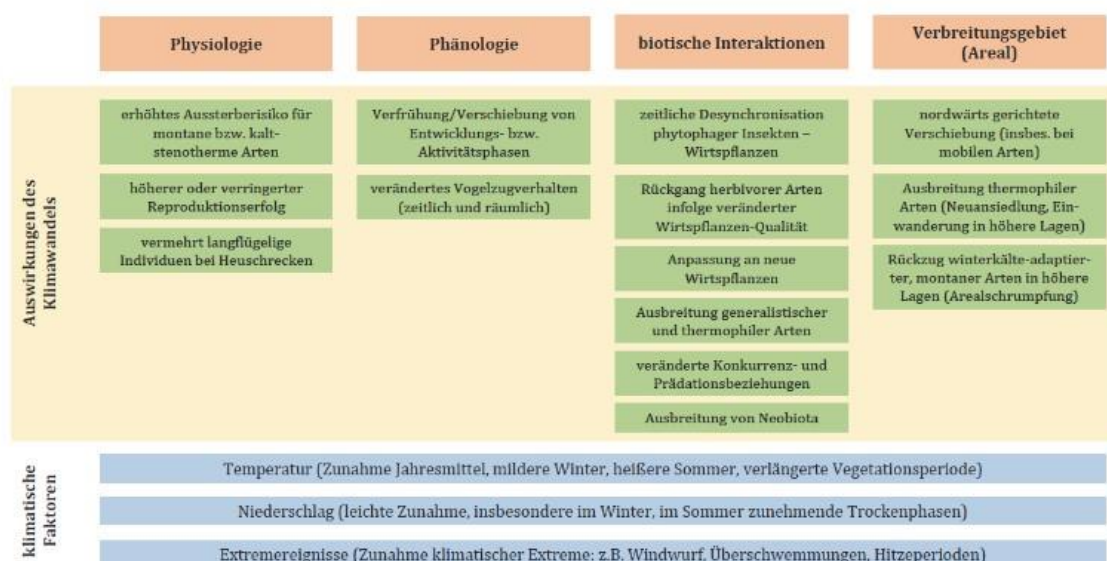 Physiologie
Phänologie
biotische Interaktionen
Verbreitungsgebiet
(Areal)
Auswirkungen des
Klimawandels
erhöhtes Aussterberisiko für
montane bzw. kalt-
stenotherme Arten
höherer oder verringerter
Reproduktionserfolg
vermehrt langflügelige
Individuen bei Heuschrecken
Verfrühung/Verschiebung von
Entwicklungs- bzw.
Aktivitätsphasen
verändertes Vogelzugverhalten
(zeitlich und räumlich)
zeitliche Desynchronisation
phytophager Insekten –
Wirtspflanzen
Rückgang herbivorer Arten
infolge veränderter
Wirtspflanzen-Qualität
Anpassung an neue
Wirtspflanzen
Ausbreitung generalistischer
und thermophiler Arten
veränderte Konkurrenz- und
Prädationsbeziehungen
Ausbreitung von Neobiota
nordwärts gerichtete
Verschiebung (insbes. bei
mobilen Arten)
Ausbreitung thermophiler
Arten (Neuansiedlung, Ein-
wanderung in höhere Lagen)
Rückzug winterkälte-adaptier-
ter, montaner Arten in höhere
Lagen (Arealschrumpfung)
klimatische
Faktoren
Temperatur (Zunahme Jahresmittel, mildere Winter, heißere Sommer, verlängerte Vegetationsperiode)
Niederschlag (leichte Zunahme, insbesondere im Winter, im Sommer zunehmende Trockenphasen)
Extremereignisse (Zunahme klimatischer Extreme: z.B. Windwurf, Überschwemmungen, Hitzeperioden)